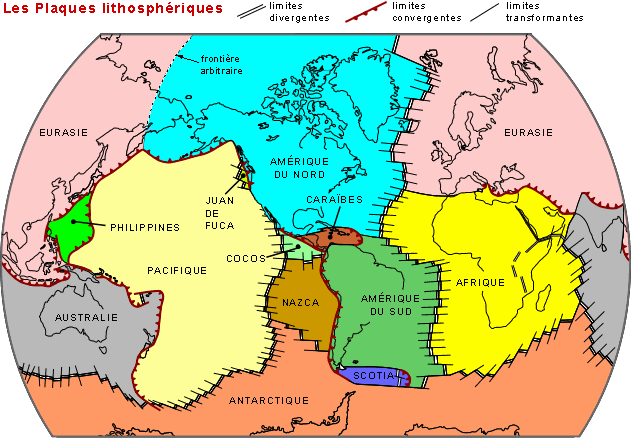 Les Plaques lithosphériques
limites
divergentes
limites
convergentes
limites
transformantes
frontière
arbitraire
EURASIE
EURASIE
AMÉRIQUE
DU NORD
JUAN
DE
FUCA
CARAÏBES
PHILIPPINES
COCOS
PACIFIQUE
AFRIQUE
NAZCA
AMÉRIQUE
DU SUD
AUSTRALIE
SCOTIA
ANTARCTIQUE